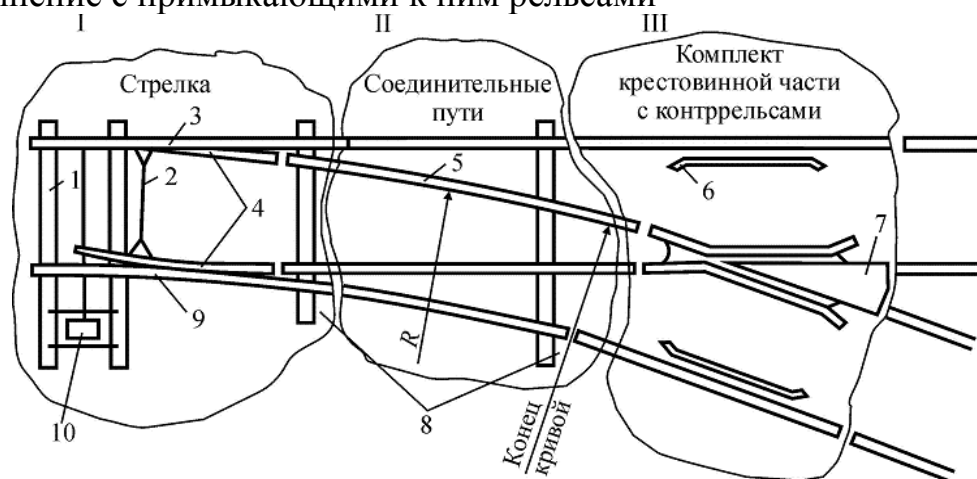 нение с примыкающими к ним рельсами
I II III
Стрелка
Соединительные
пути
Комплект
крестовинной части
с контррельсами
3
5
6
1
2
4
7
9
R
10
8
Конец
кривой